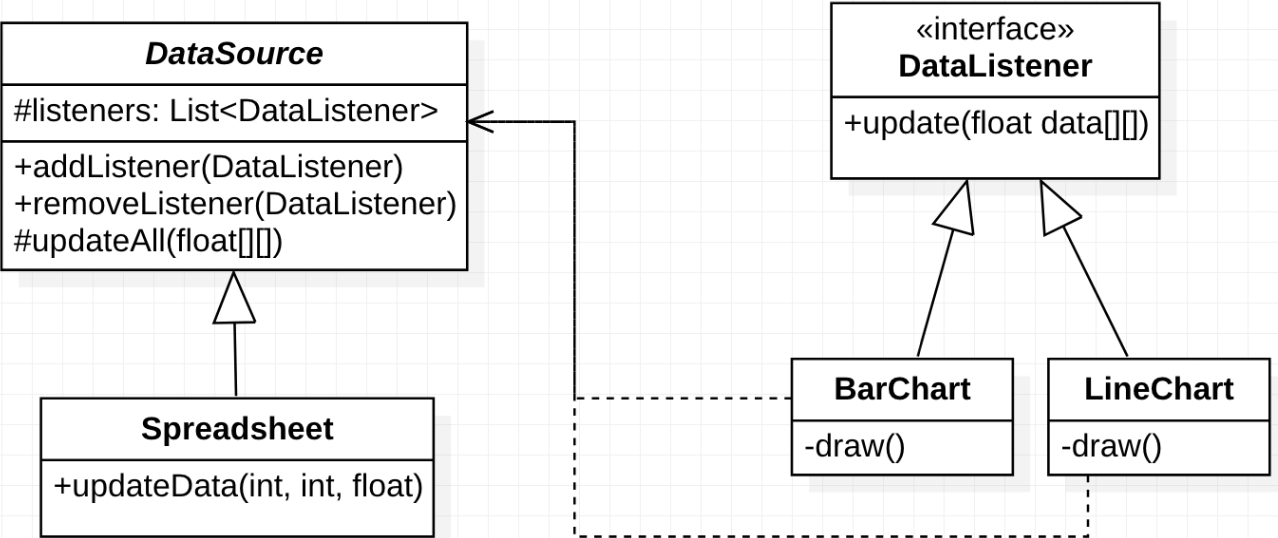 DataSource
#listeners: List<DataListener>
+addListener(DataListener)
+removeListener(DataListener)
#updateAll(float[][])
Spreadsheet
+updateData(int, int, float)
«interface»
DataListener
+update(float data[][])
BarChart
-draw()
LineChart
-draw()